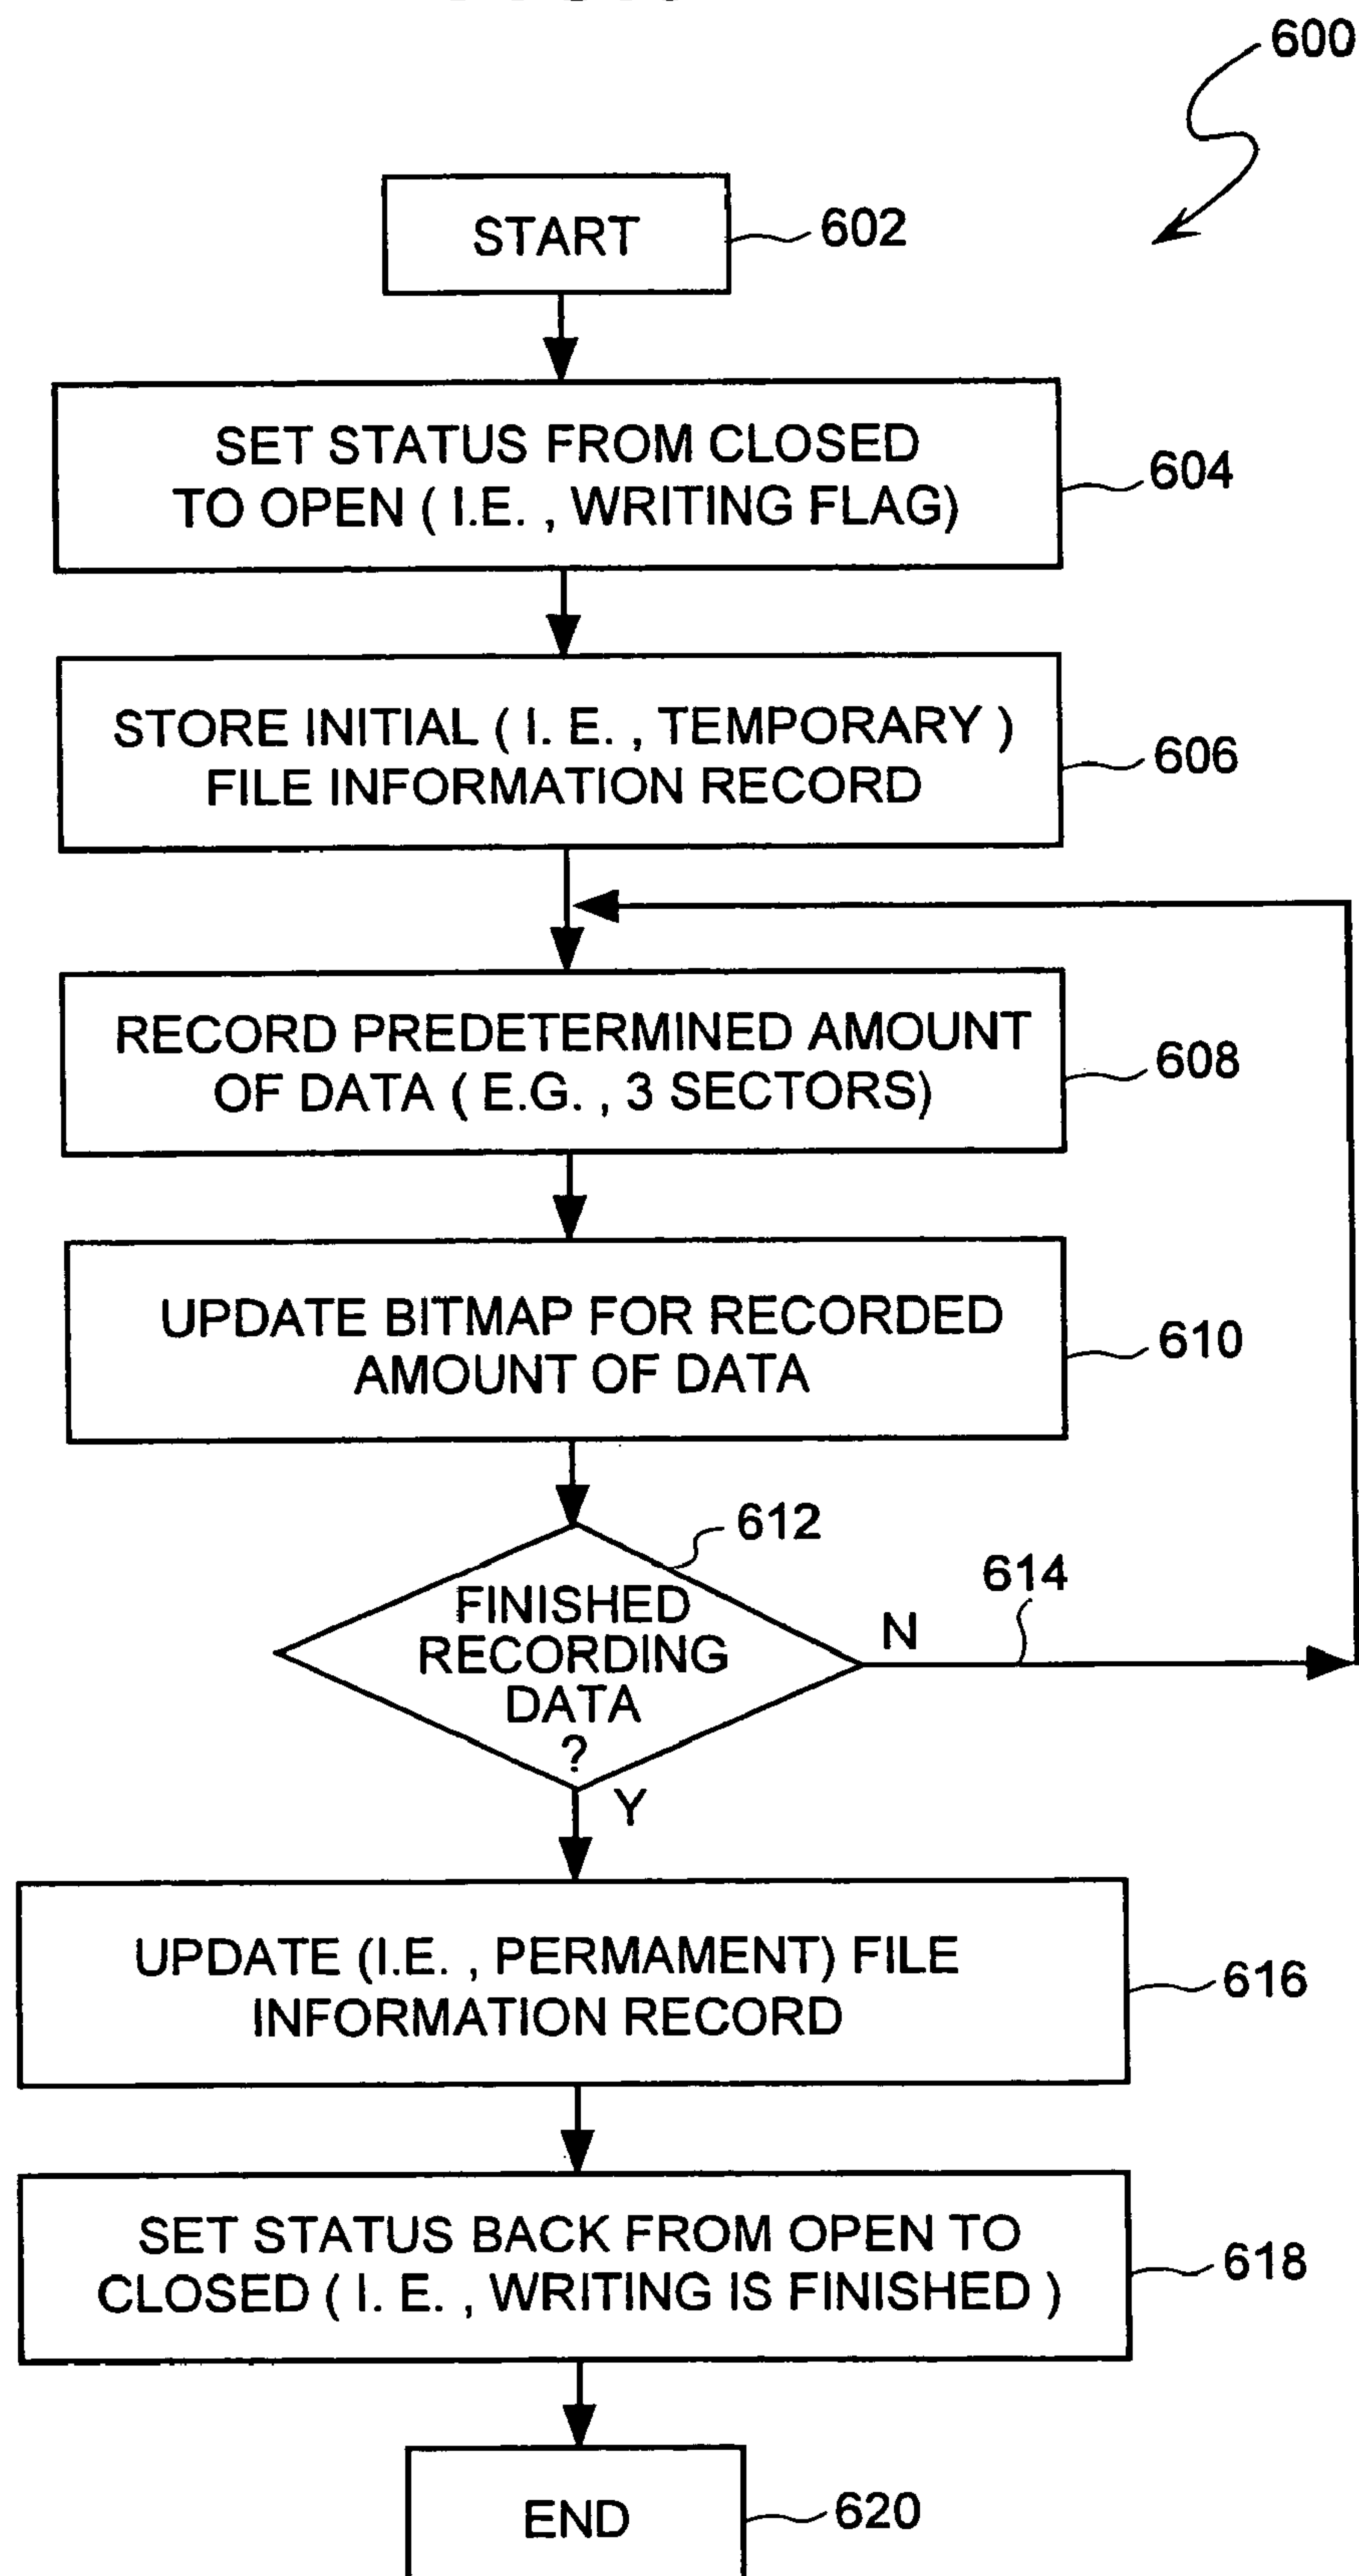 600
START
602
SET STATUS FROM CLOSED
TO OPEN ( I.E. , WRITING FLAG)
604
STORE INITIAL ( I. E. , TEMPORARY )
FILE INFORMATION RECORD
606
RECORD PREDETERMINED AMOUNT
OF DATA ( E.G. , 3 SECTORS)
608
UPDATE BITMAP FOR RECORDED
AMOUNT OF DATA
610
612
FINISHED
RECORDING
DATA
?
N
614
Y
UPDATE (I.E. , PERMAMENT) FILE
INFORMATION RECORD
616
SET STATUS BACK FROM OPEN TO
CLOSED ( I. E. , WRITING IS FINISHED )
618
END
620